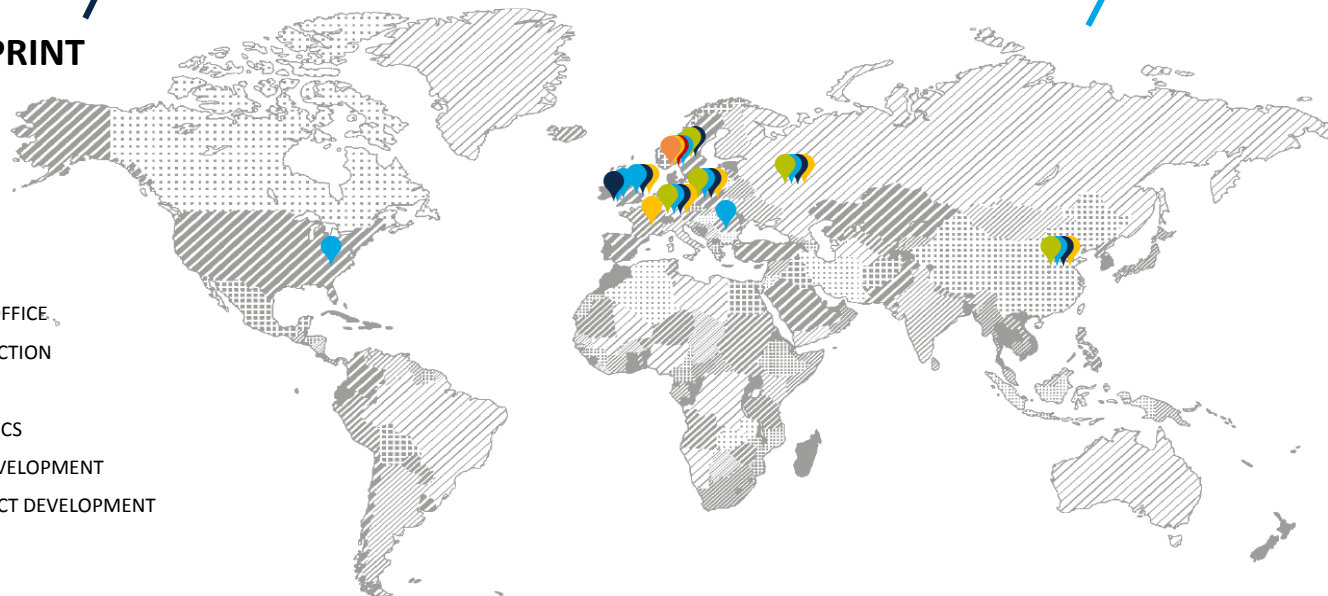 PRINT
FFICE
CTION
CS
VELOPMENT
CT DEVELOPMENT